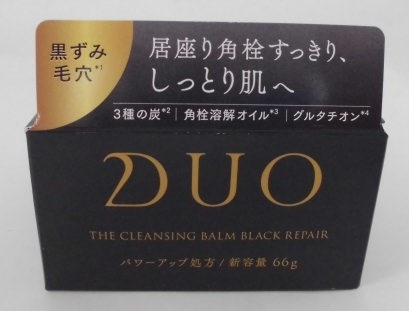 黒ずみ
毛穴*1
居座り角栓すっきり、
しっとり肌へ
3種の炭*2 | 角栓溶解オイル*3 | グルタチオン*4
DUO
THE CLEANSING BALM BLACK REPAIR
パワーアップ処方 / 新容量 66g